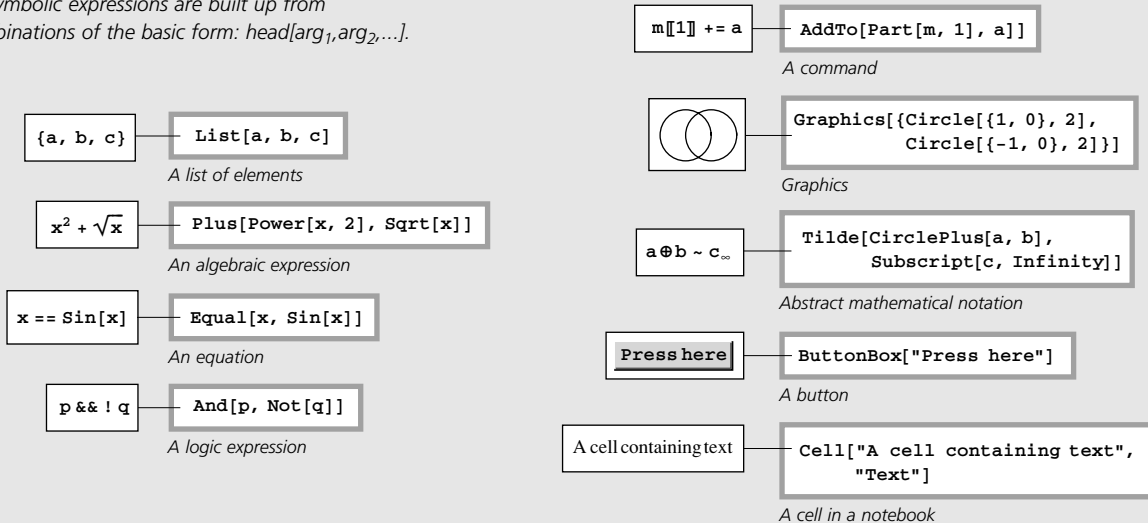 ymbolic expressions are built up from
binations of the basic form: head[arg₁,arg₂,...].
{a, b, c}
List[a, b, c]
A list of elements
x² + √x
Plus[Power[x, 2], Sqrt[x]]
An algebraic expression
x == Sin[x]
Equal[x, Sin[x]]
An equation
p && ! q
And[p, Not[q]]
A logic expression
m⟦1⟧ += a
AddTo[Part[m, 1], a]]
A command
Graphics[{Circle[{1, 0}, 2],
Circle[{-1, 0}, 2]}]
Graphics
a⊕b ~ c∞
Tilde[CirclePlus[a, b],
Subscript[c, Infinity]]
Abstract mathematical notation
Press here
ButtonBox["Press here"]
A button
A cell containing text
Cell["A cell containing text",
"Text"]
A cell in a notebook